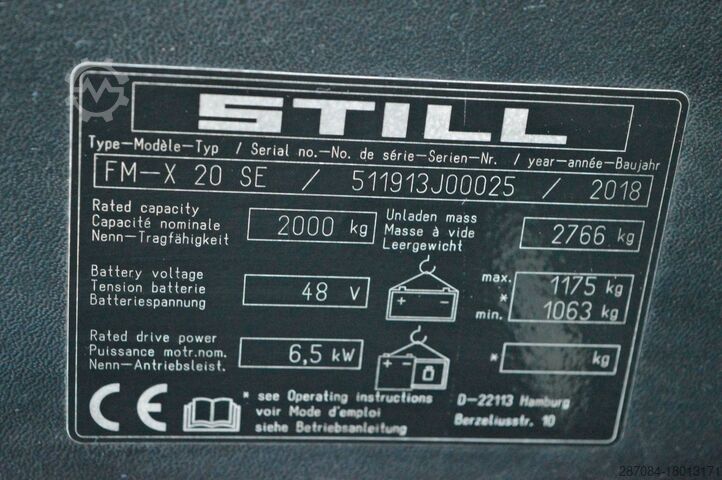 STILL
Type-Modèle-Typ / Serial no.-No. de série-Serien-Nr. / year-année-Baujahr
FM-X 20 SE / 511913J00025 / 2018
Rated capacity
Capacité nominale
Nenn-Tragfähigkeit
2000 kg
Unladen mass
Masse à vide
Leergewicht
2766 kg
Battery voltage
Tension batterie
Batteriespannung
48 V
max. 1175 kg
*
min. 1063 kg
Rated drive power
Puissance motr.nom.
Nenn-Antriebsleist.
6,5 kW
* kg
CE
* see Operating instructions
voir Mode d'emploi
siehe Betriebsanleitung
D-22113 Hamburg
Berzeliusstr. 10
287084-18013171